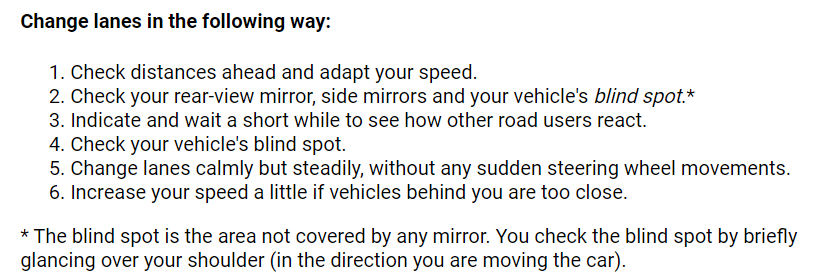 Change lanes in the following way:
1. Check distances ahead and adapt your speed.
2. Check your rear-view mirror, side mirrors and your vehicle's blind spot.*
3. Indicate and wait a short while to see how other road users react.
4. Check your vehicle's blind spot.
5. Change lanes calmly but steadily, without any sudden steering wheel movements.
6. Increase your speed a little if vehicles behind you are too close.
* The blind spot is the area not covered by any mirror. You check the blind spot by briefly
glancing over your shoulder (in the direction you are moving the car).